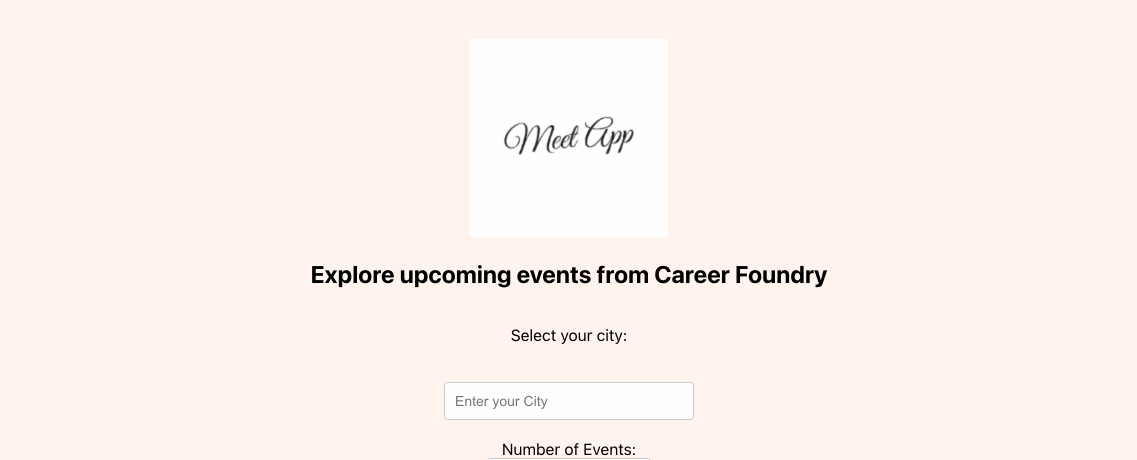 Meet App
Explore upcoming events from Career Foundry
Select your city:
Enter your City
Number of Events: